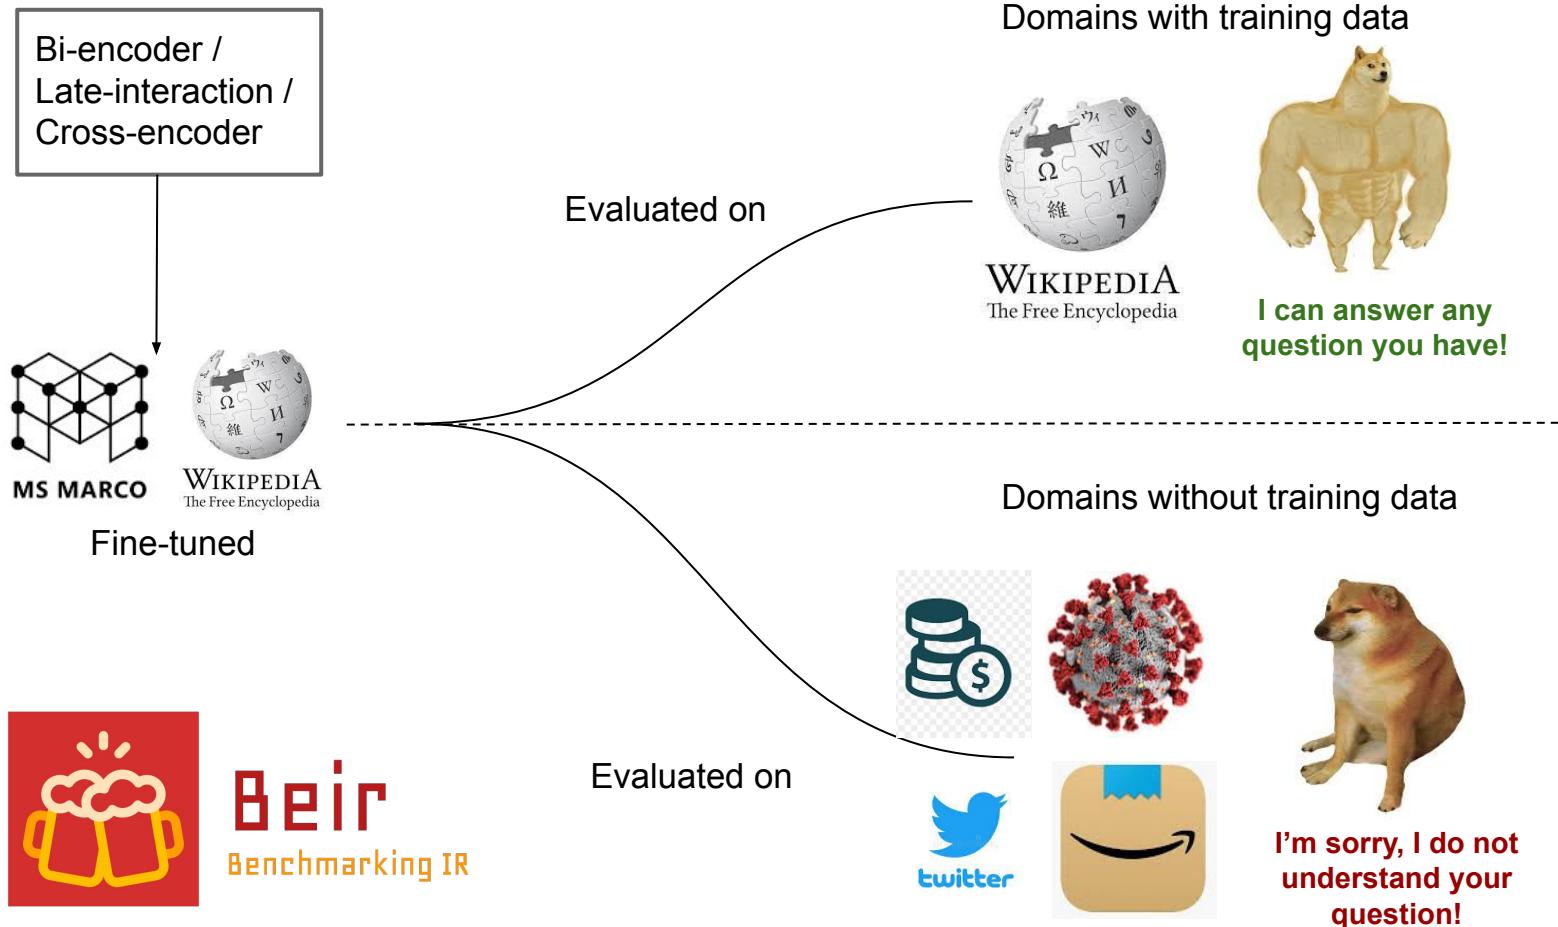 Bi-encoder /
Late-interaction /
Cross-encoder
Domains with training data
Evaluated on
WIKIPEDIA
The Free Encyclopedia
I can answer any
question you have!
MS MARCO
WIKIPEDIA
The Free Encyclopedia
Fine-tuned
Domains without training data
$
Evaluated on
Beir
Benchmarking IR
twitter
I'm sorry, I do not
understand your
question!